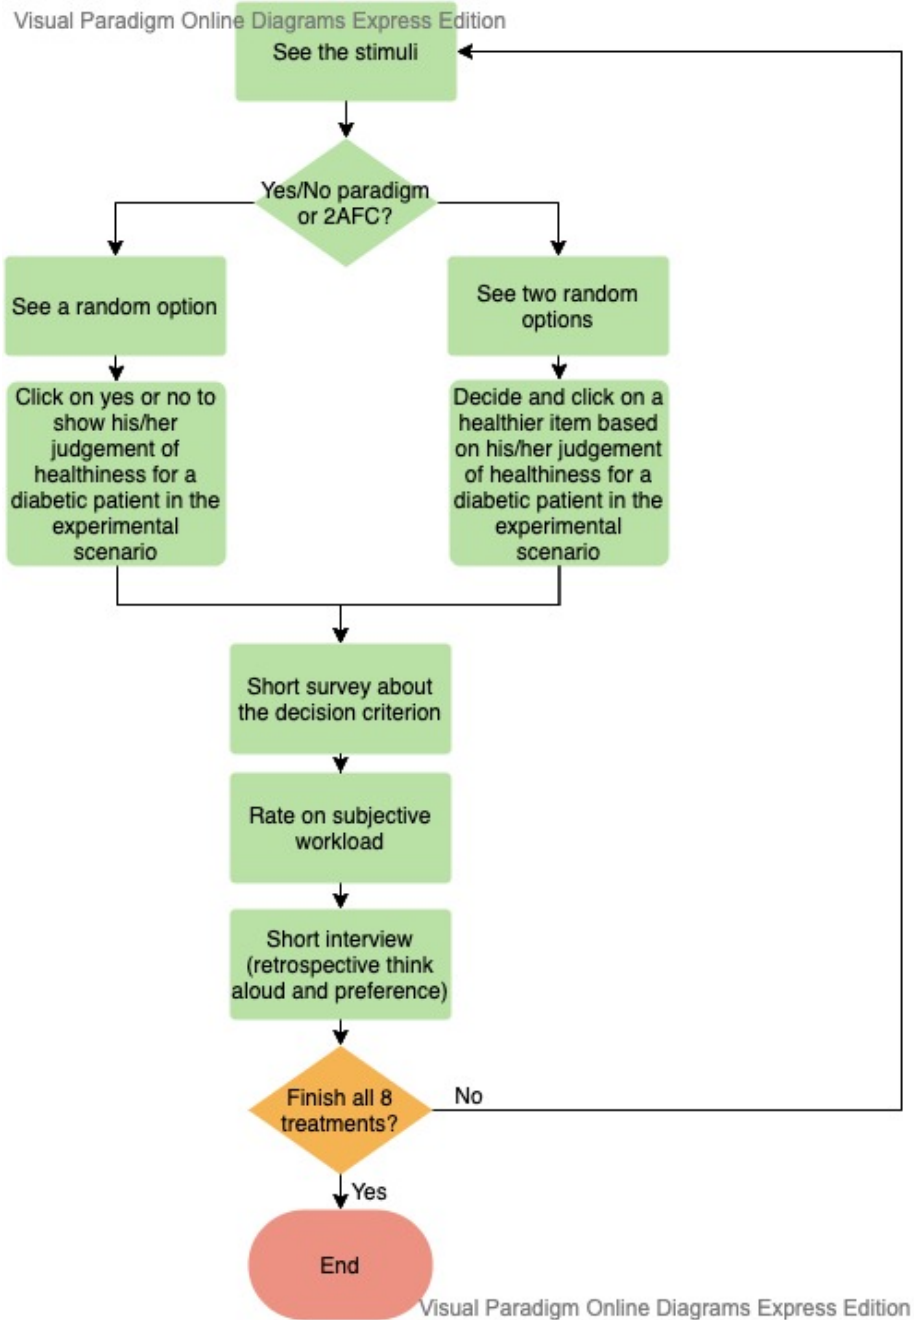 Visual Paradigm Online Diagrams Express Edition
See the stimuli
Yes/No paradigm
or 2AFC?
See a random option
See two random
options
Click on yes or no to
show his/her
judgement of
healthiness for a
diabetic patient in the
experimental
scenario
Decide and click on a
healthier item based
on his/her judgement
of healthiness for a
diabetic patient in the
experimental
scenario
Short survey about
the decision criterion
Rate on subjective
workload
Short interview
(retrospective think
aloud and preference)
Finish all 8
treatments?
No
Yes
End
Visual Paradigm Online Diagrams Express Edition